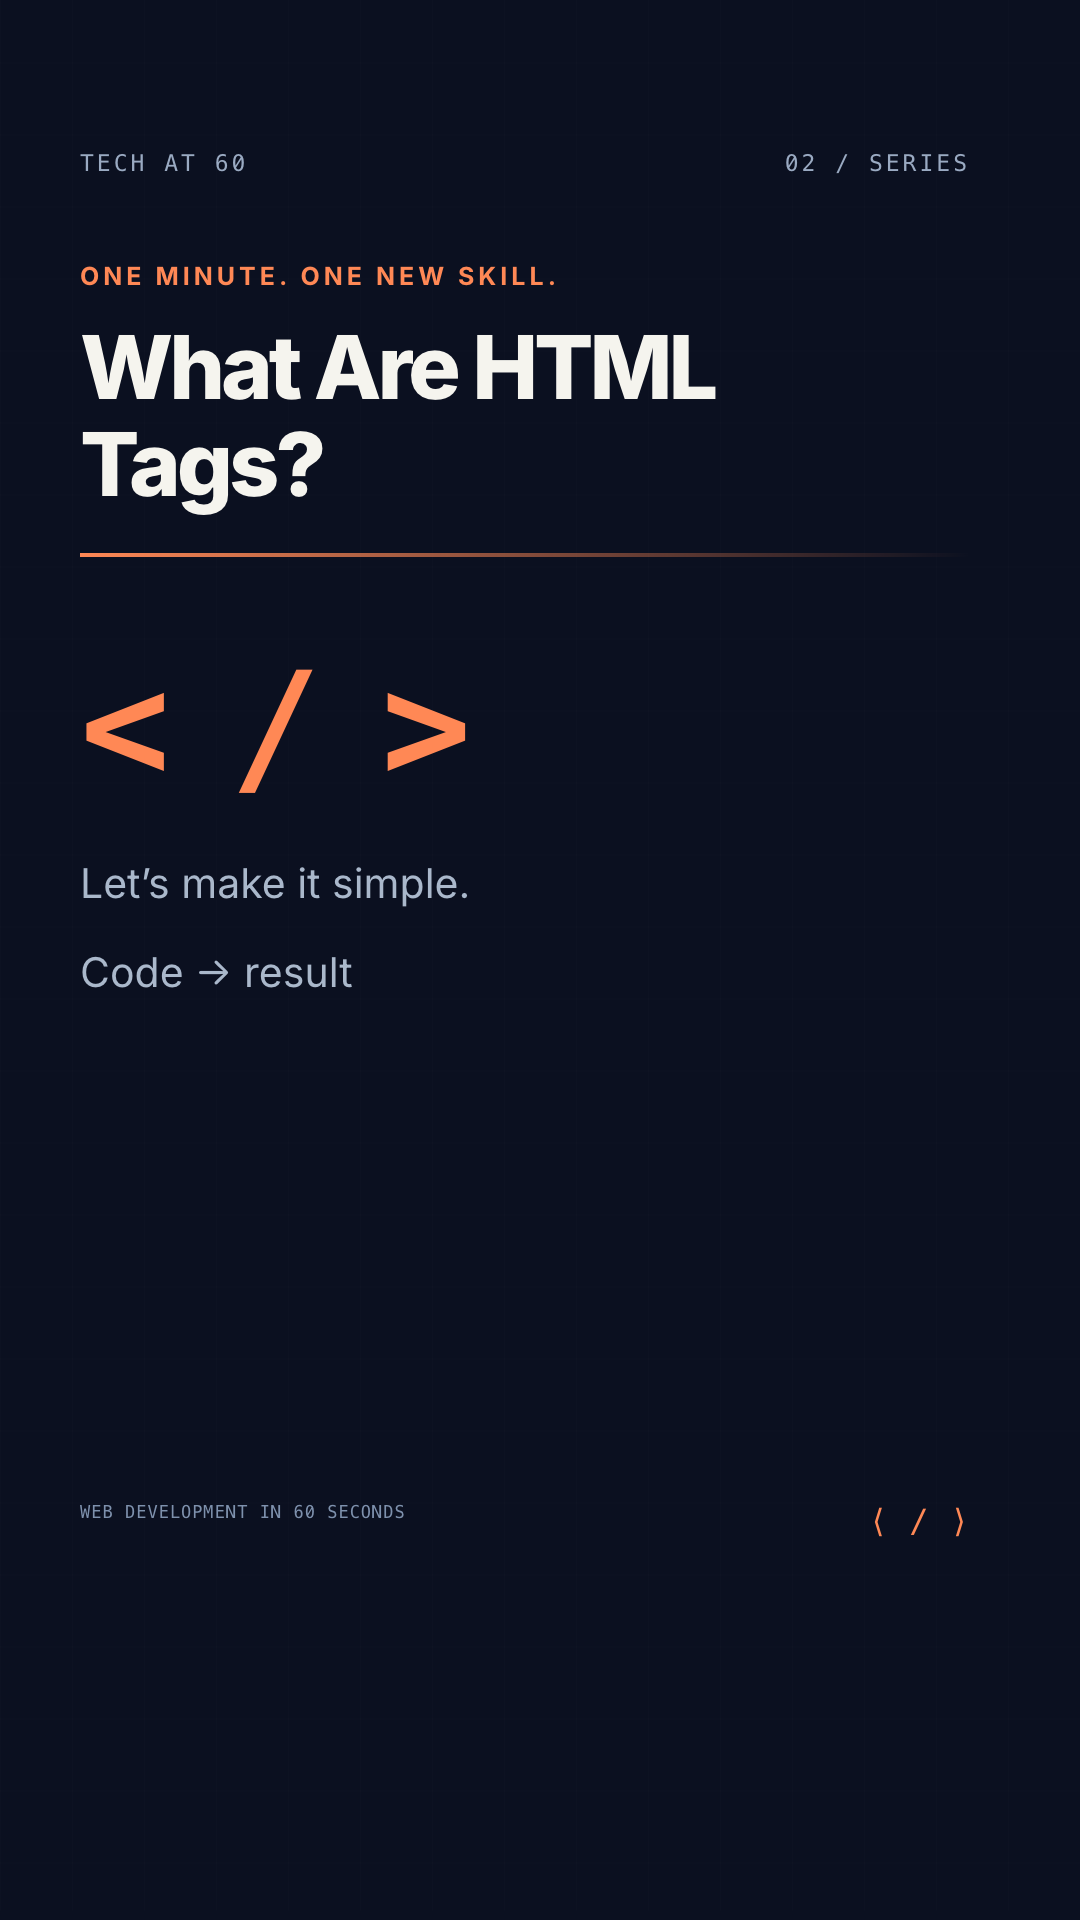 TECH AT 60
02 / SERIES
ONE MINUTE. ONE NEW SKILL.
What Are HTML
Tags?
< / >
Let’s make it simple.
Code → result
WEB DEVELOPMENT IN 60 SECONDS
⟨ / ⟩